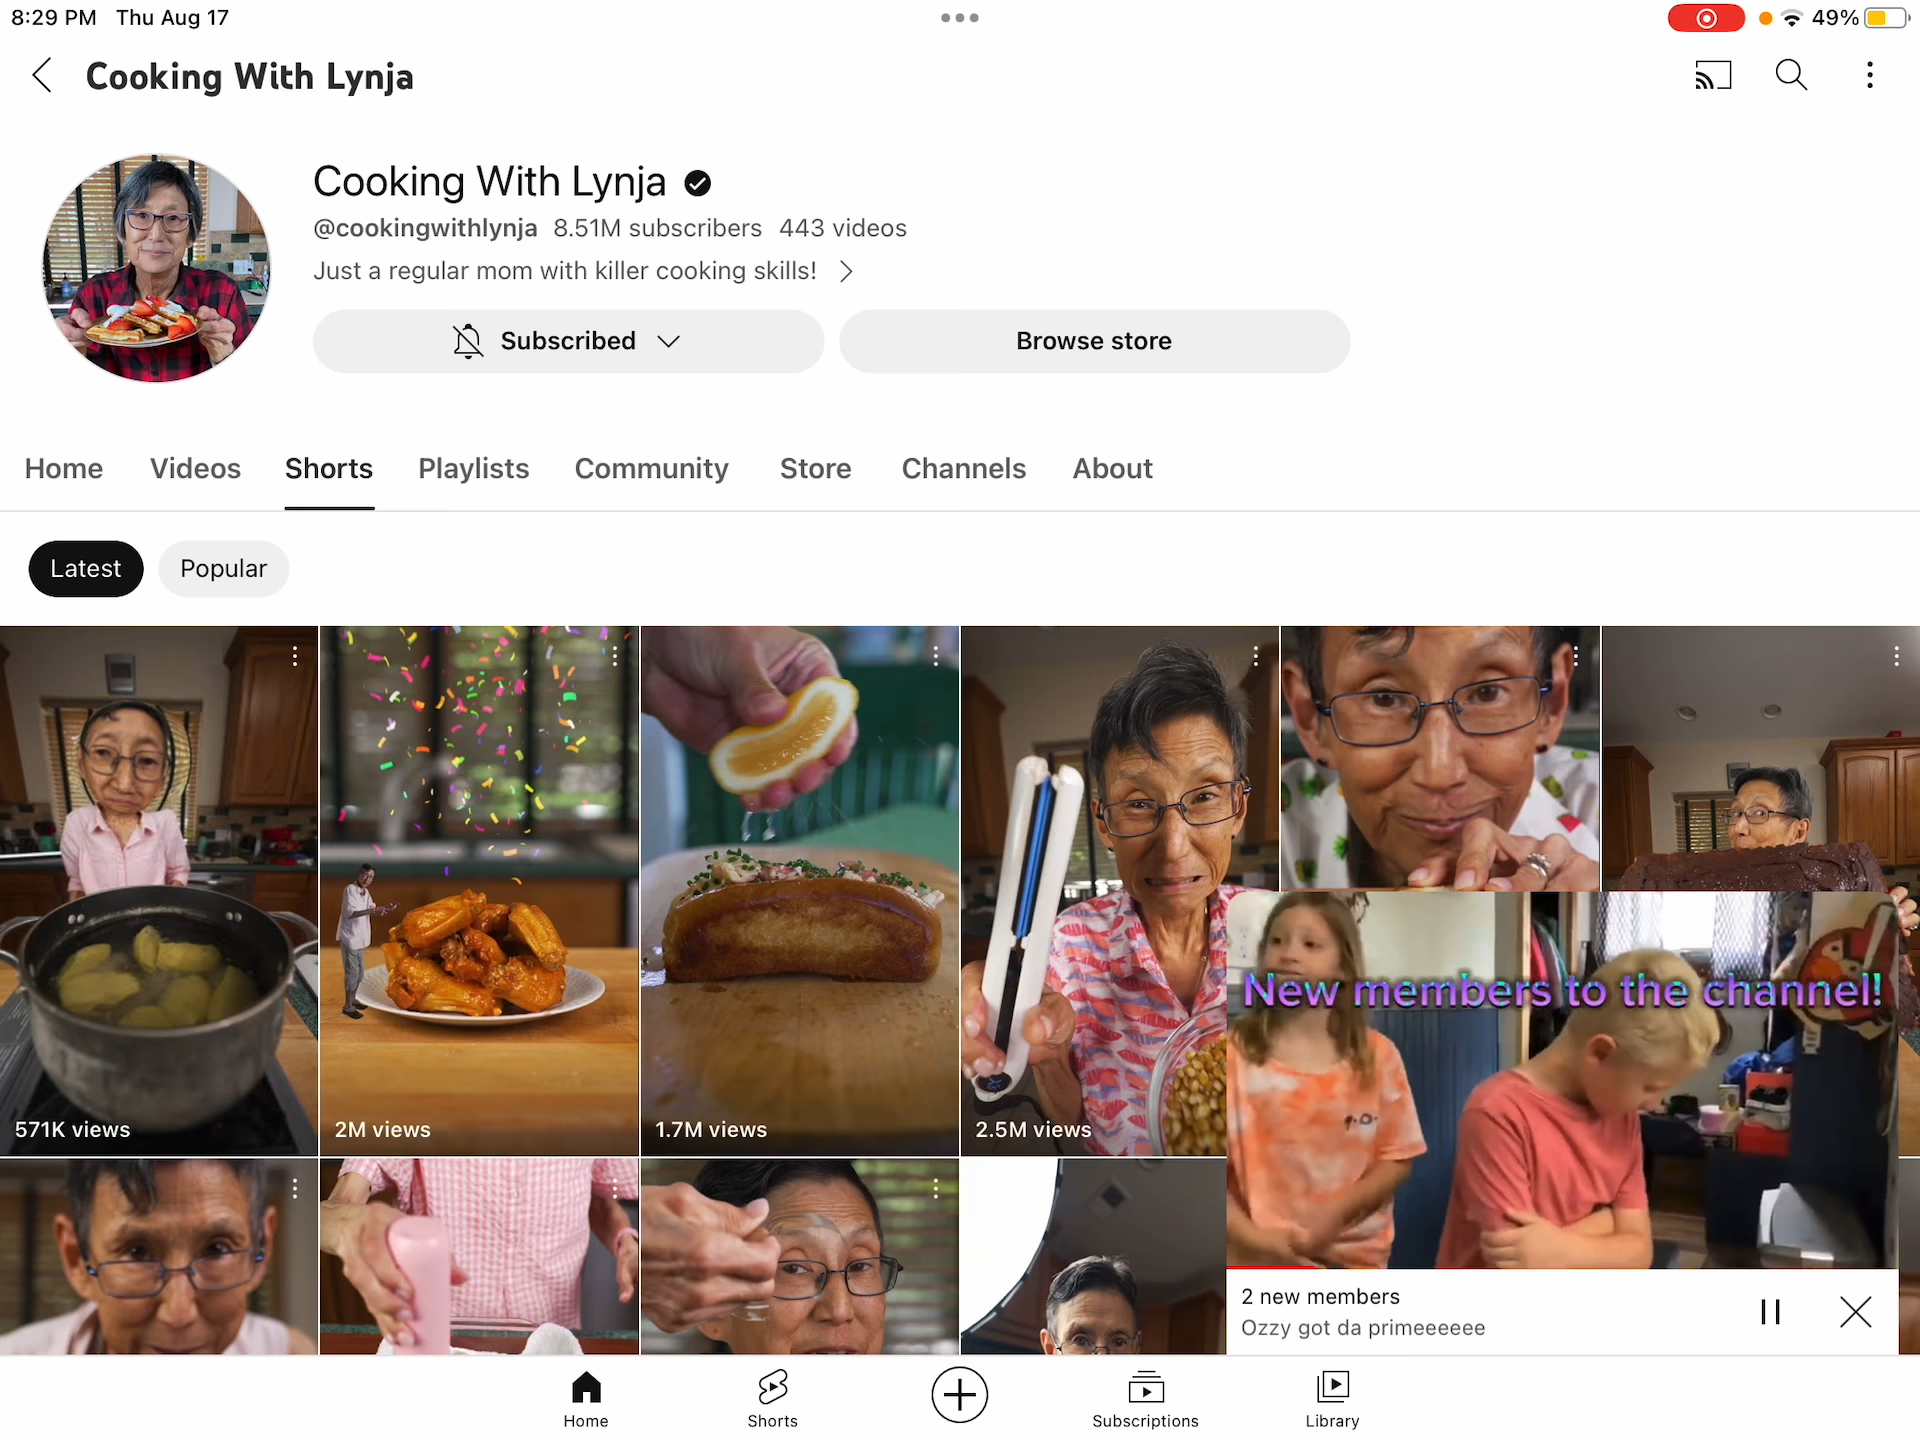 8:29 PM Thu Aug 17
49%
Cooking With Lynja
Cooking With Lynja
@cookingwithlynja 8.51M subscribers 443 videos
Just a regular mom with killer cooking skills!
Subscribed
Browse store
Home Videos Shorts Playlists Community Store Channels About
Latest Popular
New members to the channel!
571K views 2M views 1.7M views 2.5M views
2 new members
Ozzy got da primeeeeee
Home Shorts Subscriptions Library